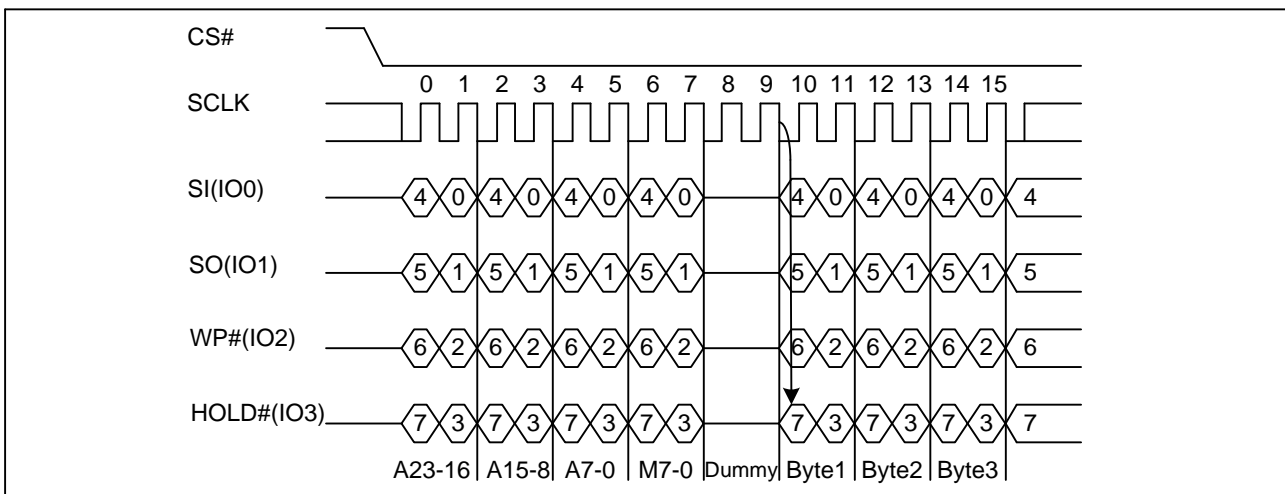 CS#
0 1 2 3 4 5 6 7 8 9 10 11 12 13 14 15
SCLK
SI(IO0) 4 0 4 0 4 0 4 0 4 0 4 0 4 0 4
SO(IO1) 5 1 5 1 5 1 5 1 5 1 5 1 5 1 5
WP#(IO2) 6 2 6 2 6 2 6 2 6 2 6 2 6 2 6
HOLD#(IO3) 7 3 7 3 7 3 7 3 7 3 7 3 7 3 7
A23-16 A15-8 A7-0 M7-0 Dummy Byte1 Byte2 Byte3